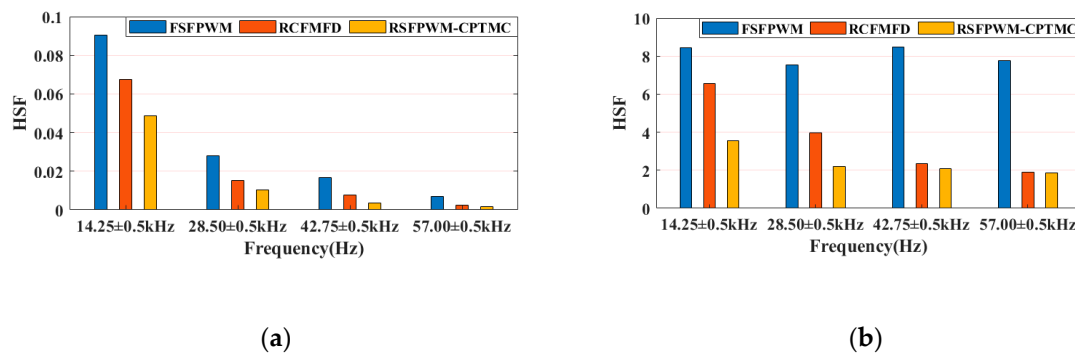 FSFPWM RCFMFD RSFPWM-CPTMC
0.1
0.08
0.06
0.04
0.02
0
HSF
14.25±0.5kHz 28.50±0.5kHz 42.75±0.5kHz 57.00±0.5kHz
Frequency(Hz)
(a)
FSFPWM RCFMFD RSFPWM-CPTMC
10
8
6
4
2
0
HSF
14.25±0.5kHz 28.50±0.5kHz 42.75±0.5kHz 57.00±0.5kHz
Frequency(Hz)
(b)